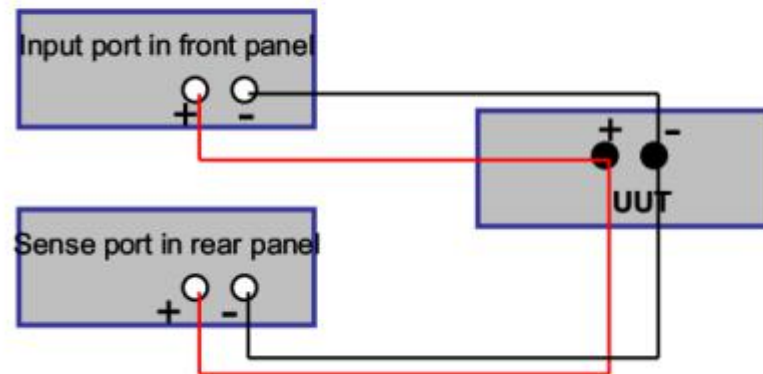 Input port in front panel
+ -
+ -
UUT
Sense port in rear panel
+ -